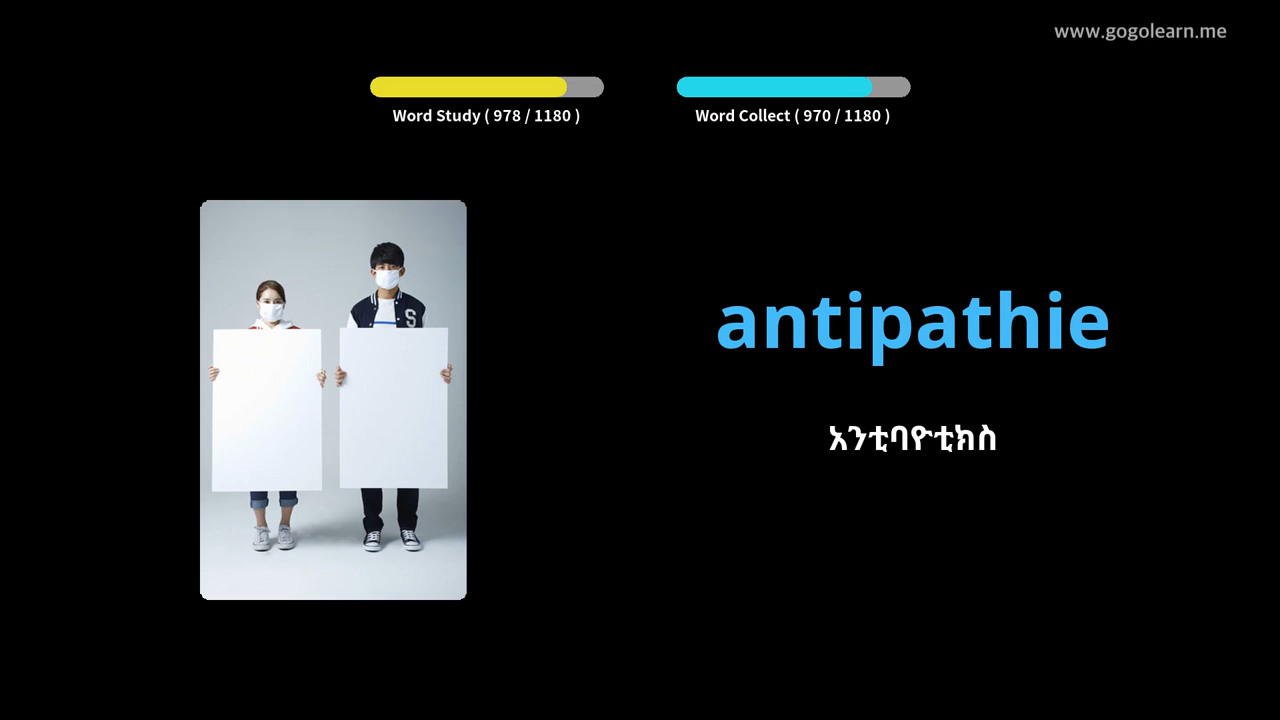 www.gogolearn.me
Word Study ( 978 / 1180 )
Word Collect ( 970 / 1180 )
S
antipathie
አንቲባዮቲክስ